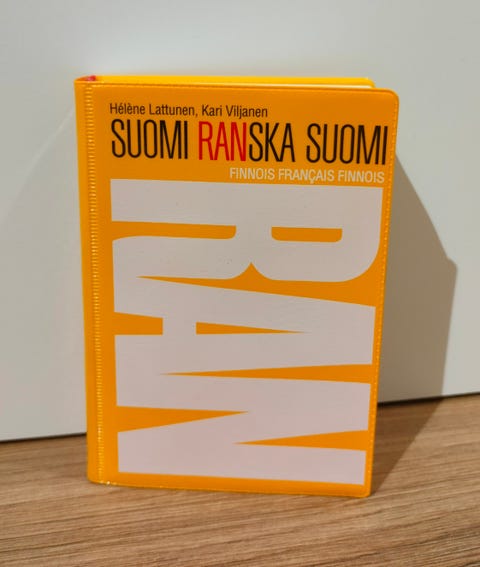 Hélène Lattunen, Kari Viljanen
SUOMI RANSKA SUOMI
FINNOIS FRANÇAIS FINNOIS
RAN